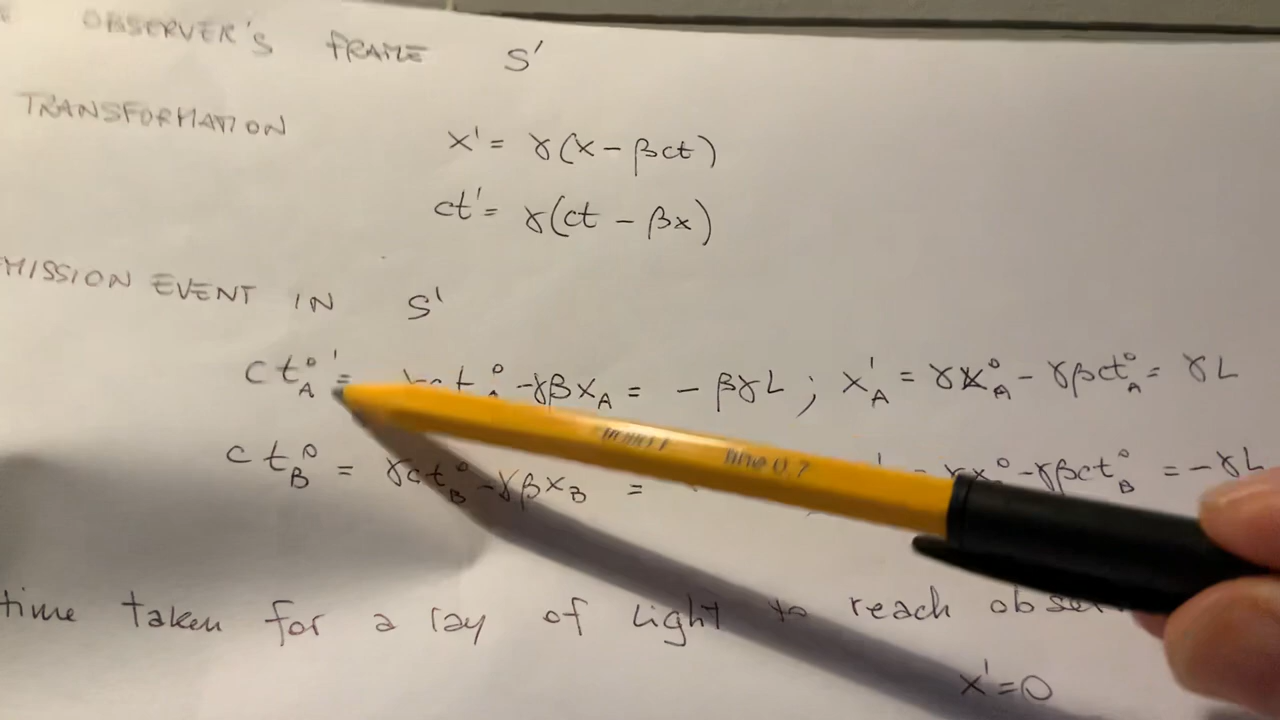 OBSERVER'S FRAME S'
TRANSFORMATION
x' = γ(x - βct)
ct' = γ(ct - βx)
MISSION EVENT IN S'
ct°A' = t°A - γβxA = - βγL ; x'A = γx°A - γβct°A = γL
ct°B = γct°B - γβxB = ' = γx°B - γβct°B = - γL
time taken for a ray of light to reach obser
x' = 0